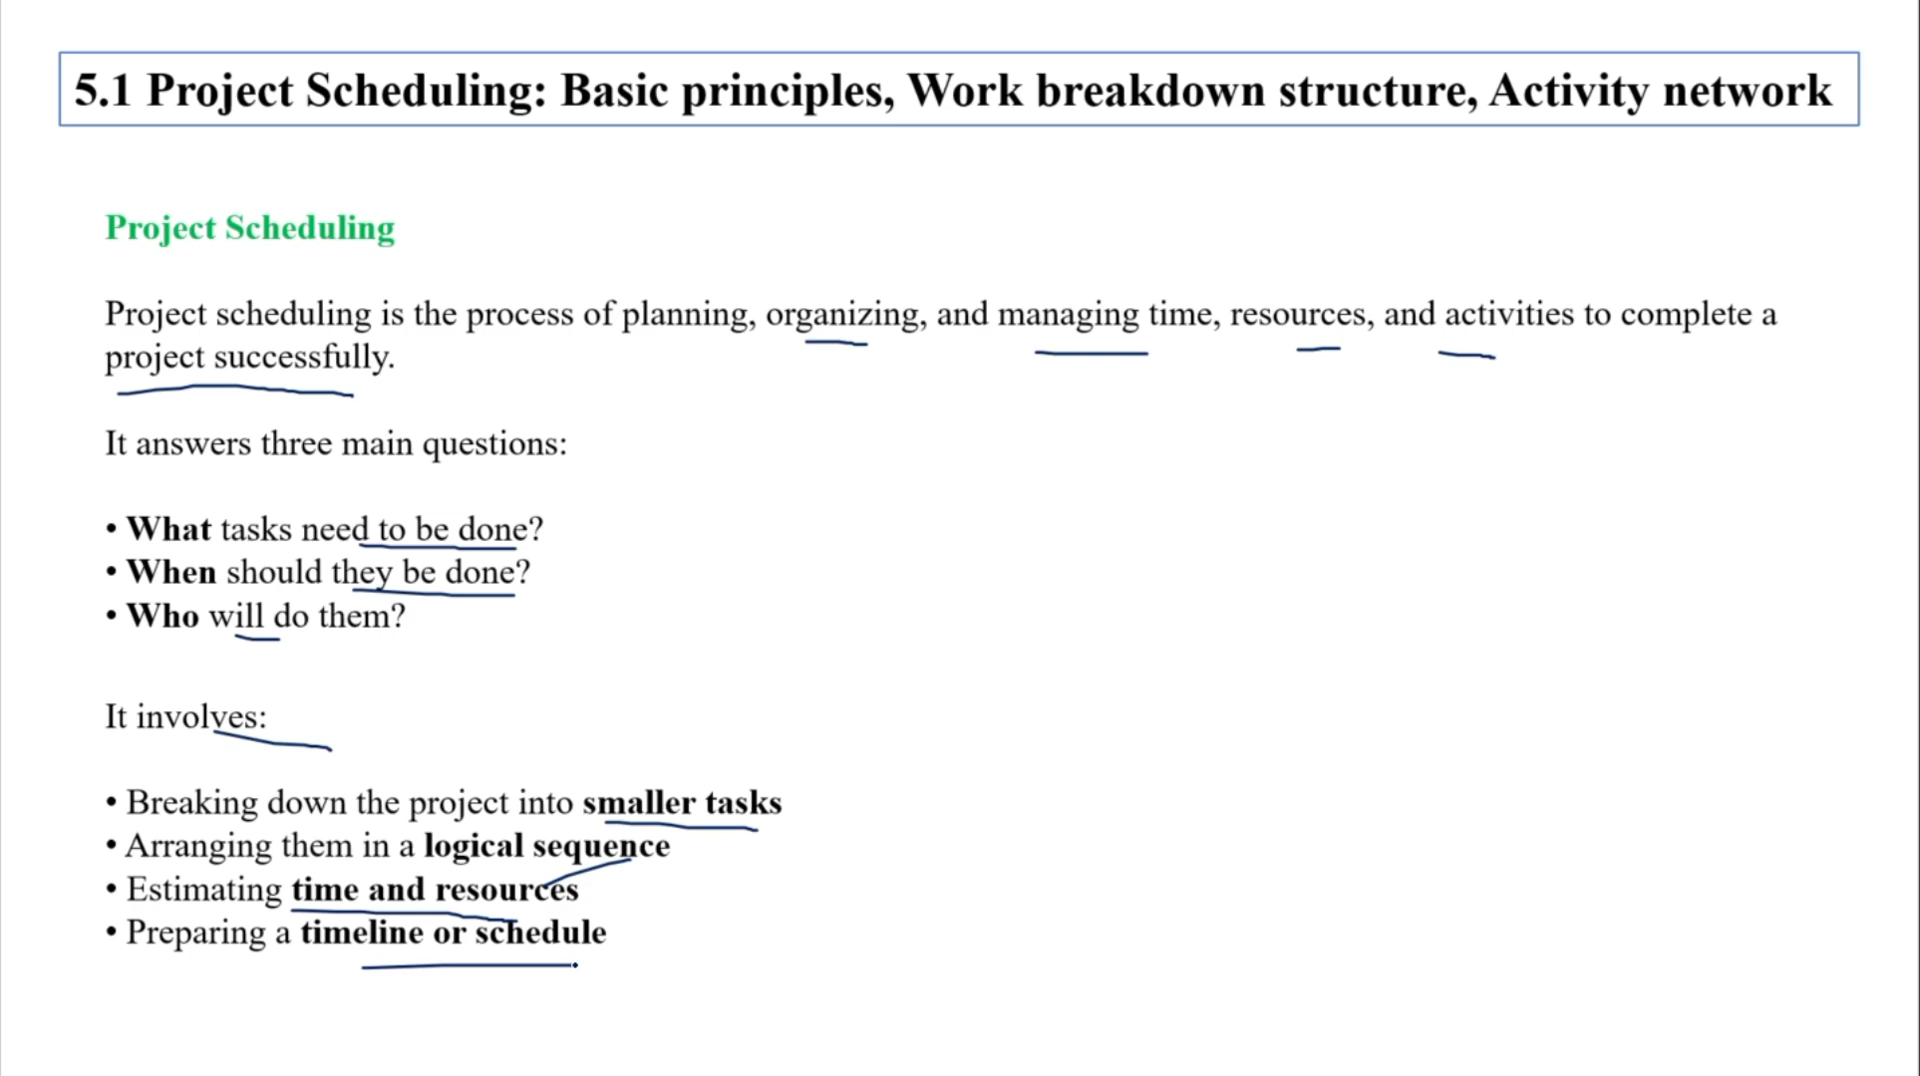 5.1 Project Scheduling: Basic principles, Work breakdown structure, Activity network
Project Scheduling
Project scheduling is the process of planning, organizing, and managing time, resources, and activities to complete a
project successfully.
It answers three main questions:
• What tasks need to be done?
• When should they be done?
• Who will do them?
It involves:
• Breaking down the project into smaller tasks
• Arranging them in a logical sequence
• Estimating time and resources
• Preparing a timeline or schedule